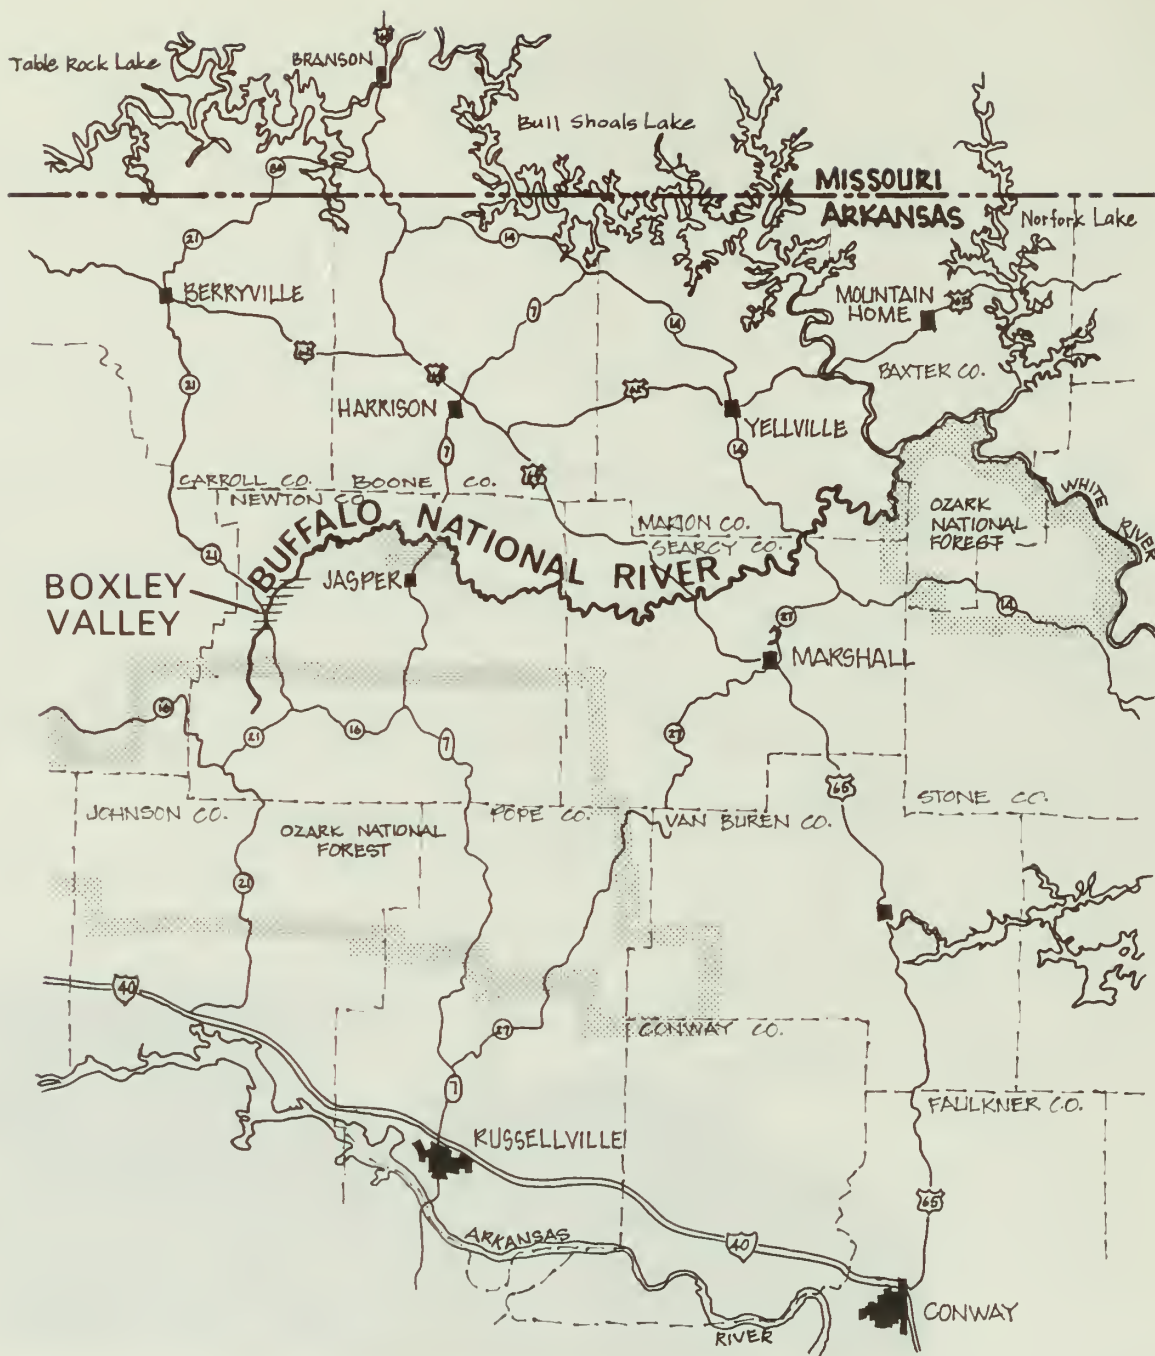 Table Rock Lake
BRANSON
Bull Shoals Lake
MISSOURI
ARKANSAS
Norfork Lake
86
21
14
BERRYVILLE
7
14
MOUNTAIN
HOME
21
BAXTER CO.
HARRISON
YELLVILLE
7
14
CARROLL CO.
BOONE CO.
NEWTON CO.
WHITE
RIVER
OZARK
NATIONAL
FOREST
MARION CO.
SEARCY CO.
BUFFALO NATIONAL RIVER
21
JASPER
BOXLEY
VALLEY
27
14
MARSHALL
16
21
16
7
27
65
JOHNSON CO.
POPE CO.
VAN BUREN CO.
STONE CO.
OZARK NATIONAL
FOREST
21
40
27
CONWAY CO.
7
FAULKNER CO.
RUSSELLVILLE
65
ARKANSAS
40
RIVER
CONWAY